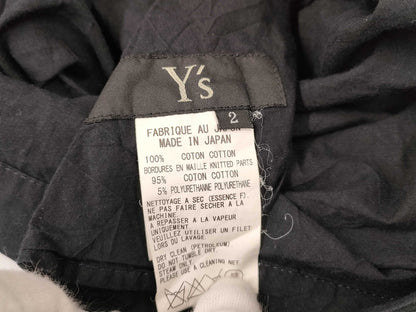 Y's
2
FABRIQUE AU JAPON
MADE IN JAPAN
100% COTON COTTON
BORDURES EN MAILLE KNITTED PARTS
95% COTON COTTON
5% POLYURETHANNE POLYURETHANE
NETTOYAGE A SEC (ESSENCE F).
NE PAS FAIRE SECHER A LA
MACHINE.
A REPASSER A LA VAPEUR
UNIQUEMENT.
VEUILLEZ UTILISER UN FILET
LORS DU LAVAGE.
DRY CLEAN (PETROLEUM)
DO NOT TUMBLE DRY.
STEAM ONLY
PLEASE USE A CLEANING NET